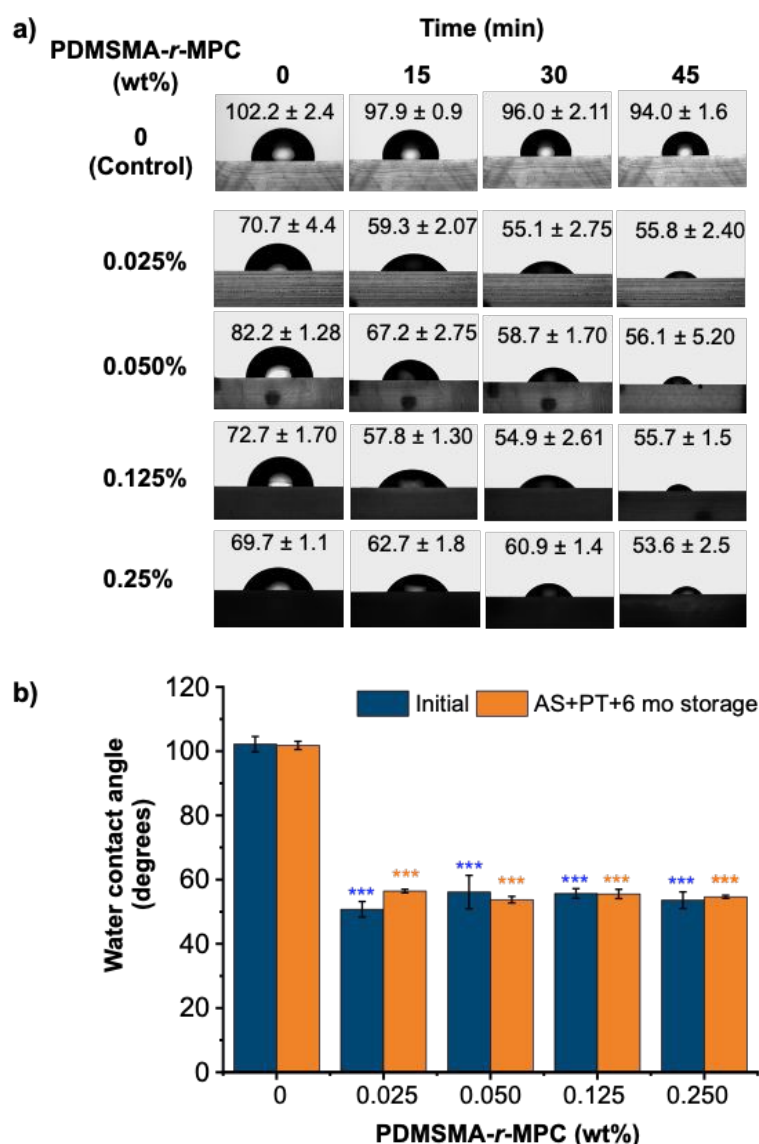 a)
Time (min)
PDMSMA-r-MPC
(wt%)
0 15 30 45
0
(Control)
102.2 ± 2.4 97.9 ± 0.9 96.0 ± 2.11 94.0 ± 1.6
0.025%
70.7 ± 4.4 59.3 ± 2.07 55.1 ± 2.75 55.8 ± 2.40
0.050%
82.2 ± 1.28 67.2 ± 2.75 58.7 ± 1.70 56.1 ± 5.20
0.125%
72.7 ± 1.70 57.8 ± 1.30 54.9 ± 2.61 55.7 ± 1.5
0.25%
69.7 ± 1.1 62.7 ± 1.8 60.9 ± 1.4 53.6 ± 2.5
b)
Water contact angle
(degrees)
120
100
80
60
40
20
0
Initial AS+PT+6 mo storage
*** *** *** *** *** *** *** ***
0 0.025 0.050 0.125 0.250
PDMSMA-r-MPC (wt%)